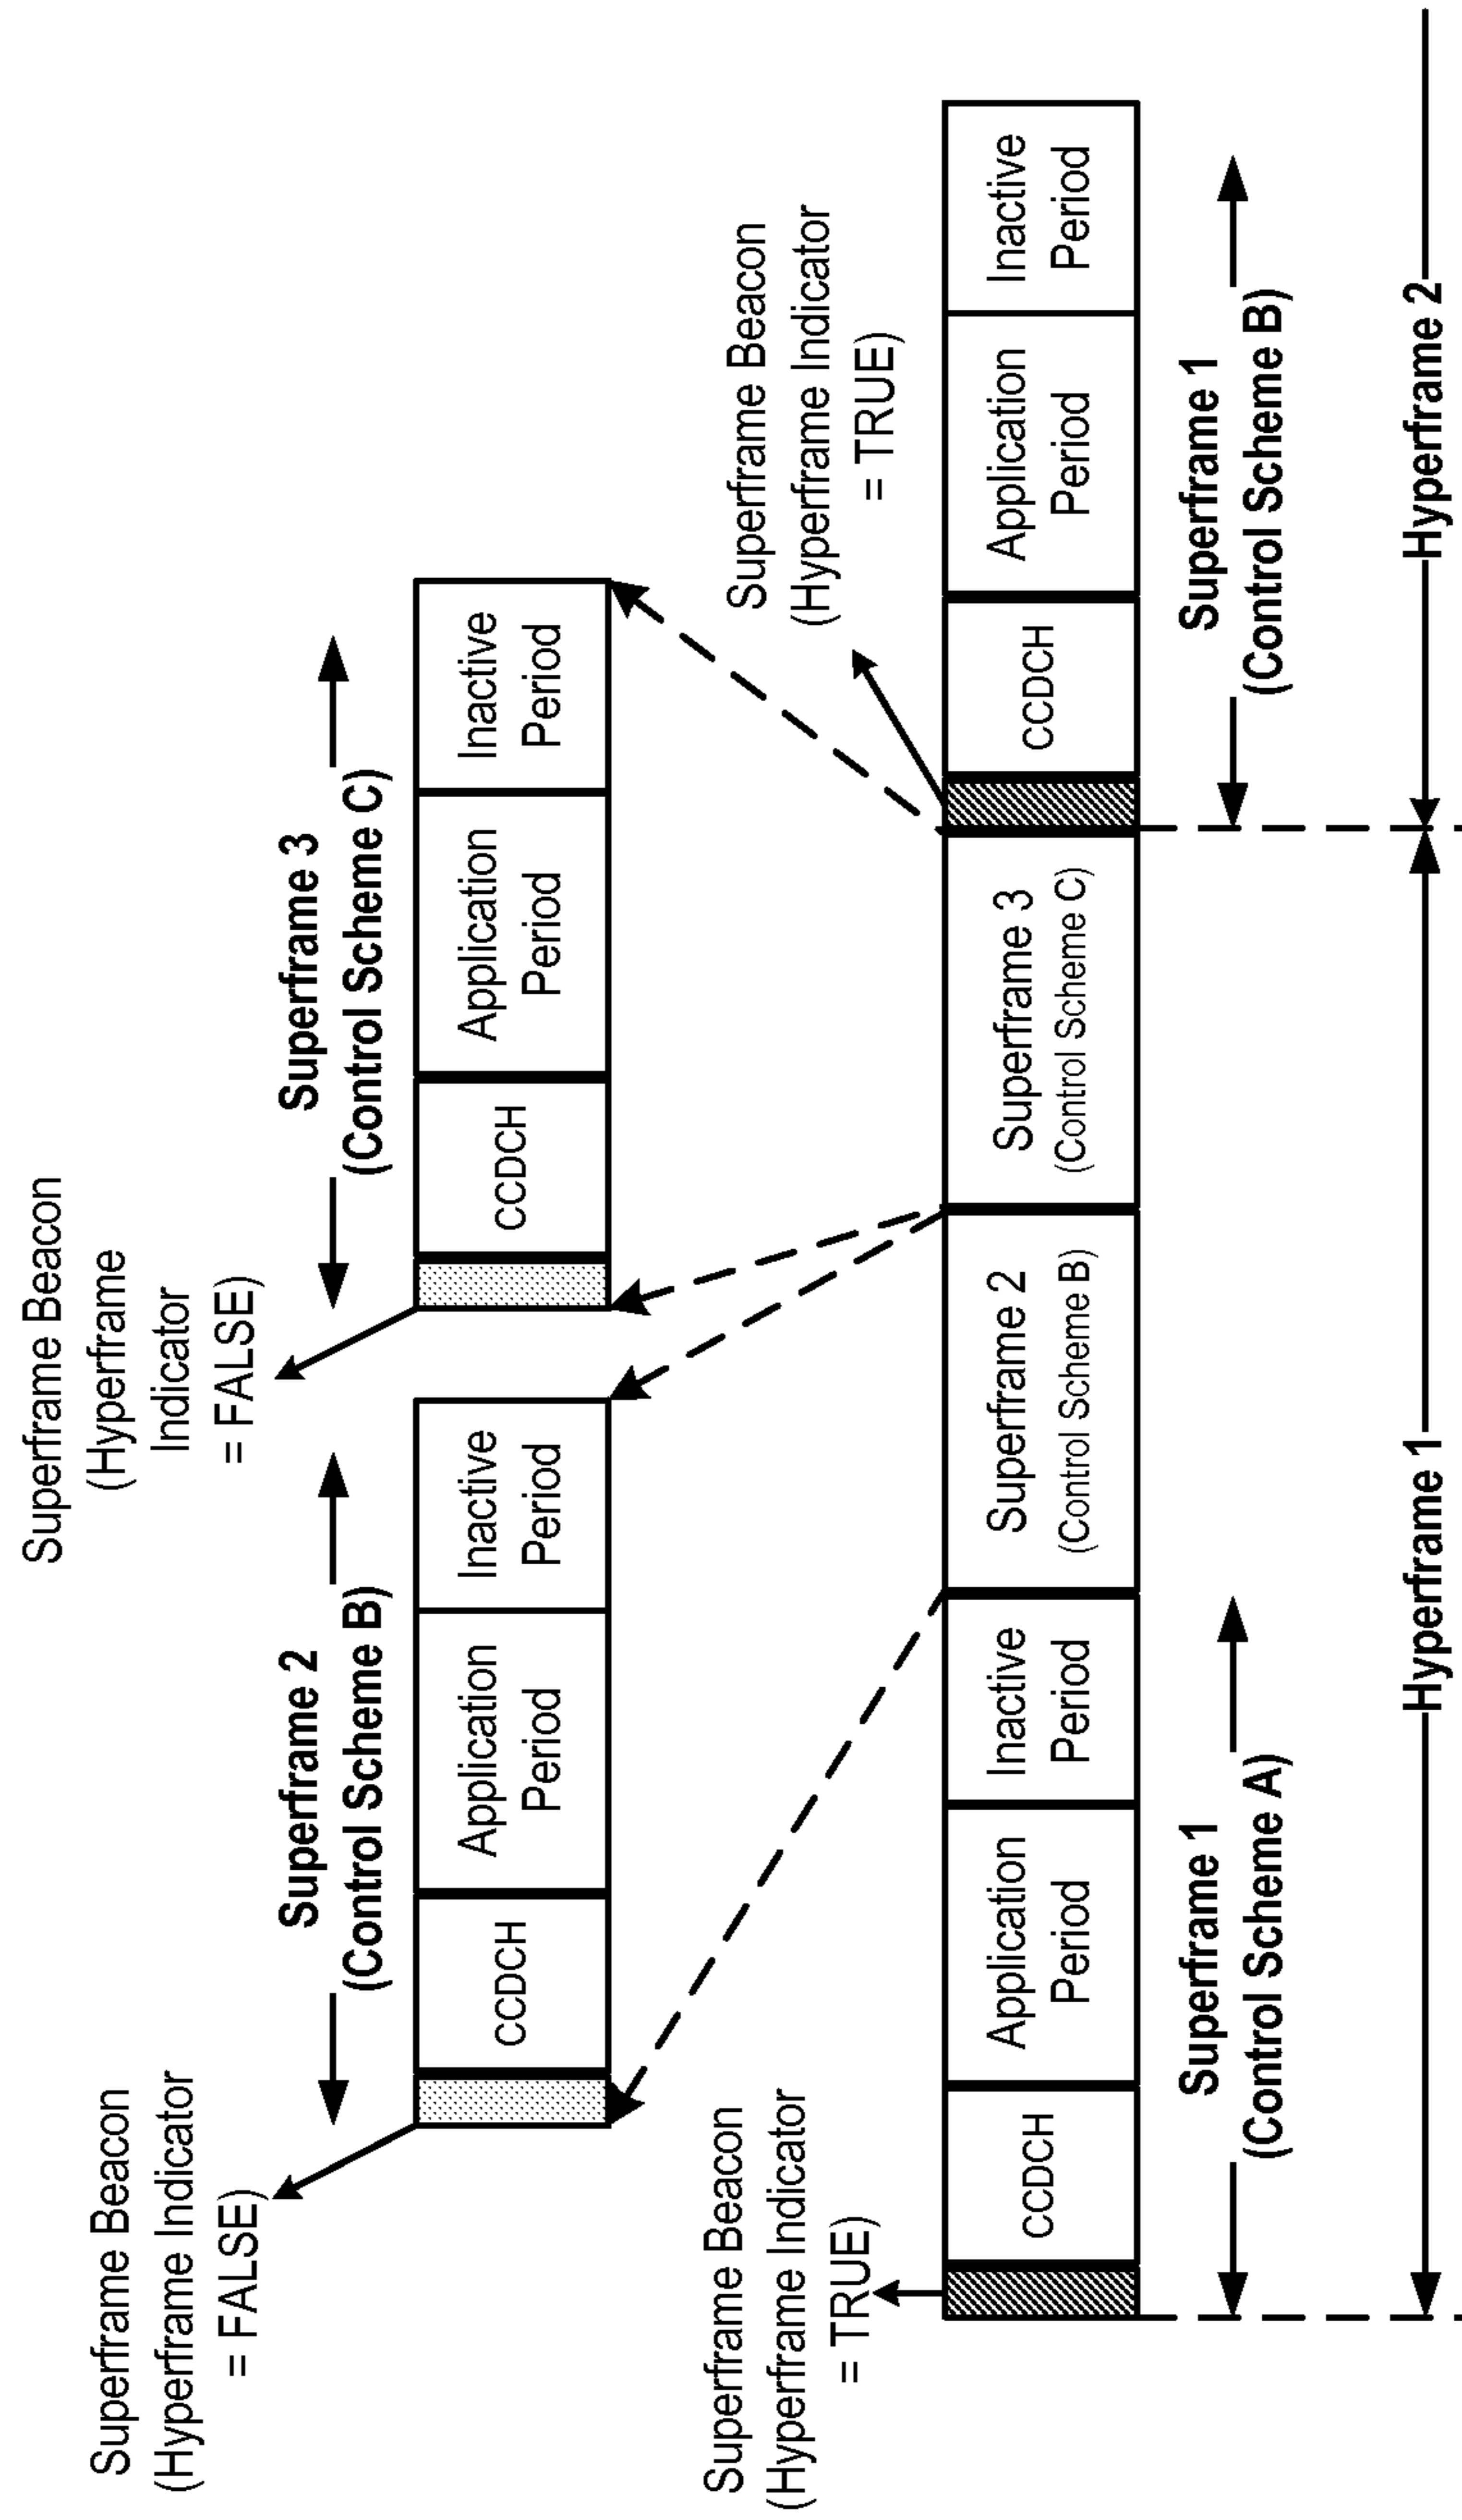 Superframe Beacon
(Hyperframe Indicator
= FALSE)
Superframe Beacon
(Hyperframe
Indicator
= FALSE)
Superframe 2
(Control Scheme B)
Superframe 3
(Control Scheme C)
CCDCH
Application
Period
Inactive
Period
CCDCH
Application
Period
Inactive
Period
Superframe Beacon
(Hyperframe Indicator
= TRUE)
Superframe Beacon
(Hyperframe Indicator
= TRUE)
CCDCH
Application
Period
Inactive
Period
Superframe 2
(Control Scheme B)
Superframe 3
(Control Scheme C)
CCDCH
Application
Period
Inactive
Period
Superframe 1
(Control Scheme A)
Superframe 1
(Control Scheme B)
Hyperframe 1
Hyperframe 2